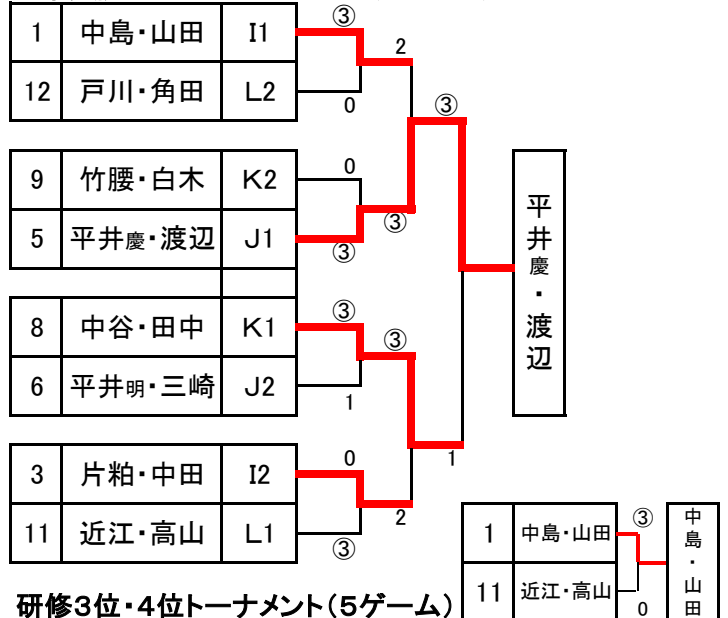 1 中島・山田 I1 ③
2
12 戸川・角田 L2 0
③
9 竹腰・白木 K2 0
5 平井慶・渡辺 J1 ③
③
平井慶・渡辺
8 中谷・田中 K1 ③
③
6 平井明・三崎 J2 1
1
3 片粕・中田 I2 0
2
11 近江・高山 L1 ③
1 中島・山田 ③
中島・山田
11 近江・高山 0
研修3位・4位トーナメント(5ゲーム)